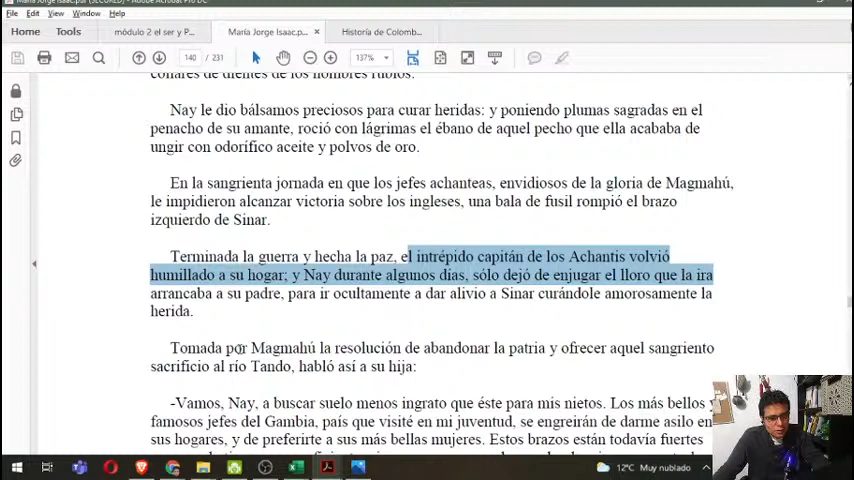 María Jorge Isaac.pdf (SECURED) - Adobe Acrobat Pro DC
File Edit View Window Help
Home Tools módulo 2 el ser y P... María Jorge Isaac.p... × Historía de Colomb...
140 / 231 137%
collares de dientes de los hombres rubios.
Nay le dio bálsamos preciosos para curar heridas: y poniendo plumas sagradas en el
penacho de su amante, roció con lágrimas el ébano de aquel pecho que ella acababa de
ungir con odorífico aceite y polvos de oro.
En la sangrienta jornada en que los jefes achanteas, envidiosos de la gloria de Magmahú,
le impidieron alcanzar victoria sobre los ingleses, una bala de fusil rompió el brazo
izquierdo de Sinar.
Terminada la guerra y hecha la paz, el intrépido capitán de los Achantis volvió
humillado a su hogar; y Nay durante algunos días, sólo dejó de enjugar el lloro que la ira
arrancaba a su padre, para ir ocultamente a dar alivio a Sinar curándole amorosamente la
herida.
Tomada por Magmahú la resolución de abandonar la patria y ofrecer aquel sangriento
sacrificio al río Tando, habló así a su hija:
-Vamos, Nay, a buscar suelo menos ingrato que éste para mis nietos. Los más bellos y
famosos jefes del Gambia, país que visité en mi juventud, se engreirán de darme asilo en
sus hogares, y de preferirte a sus más bellas mujeres. Estos brazos están todavía fuertes
12°C Muy nublado